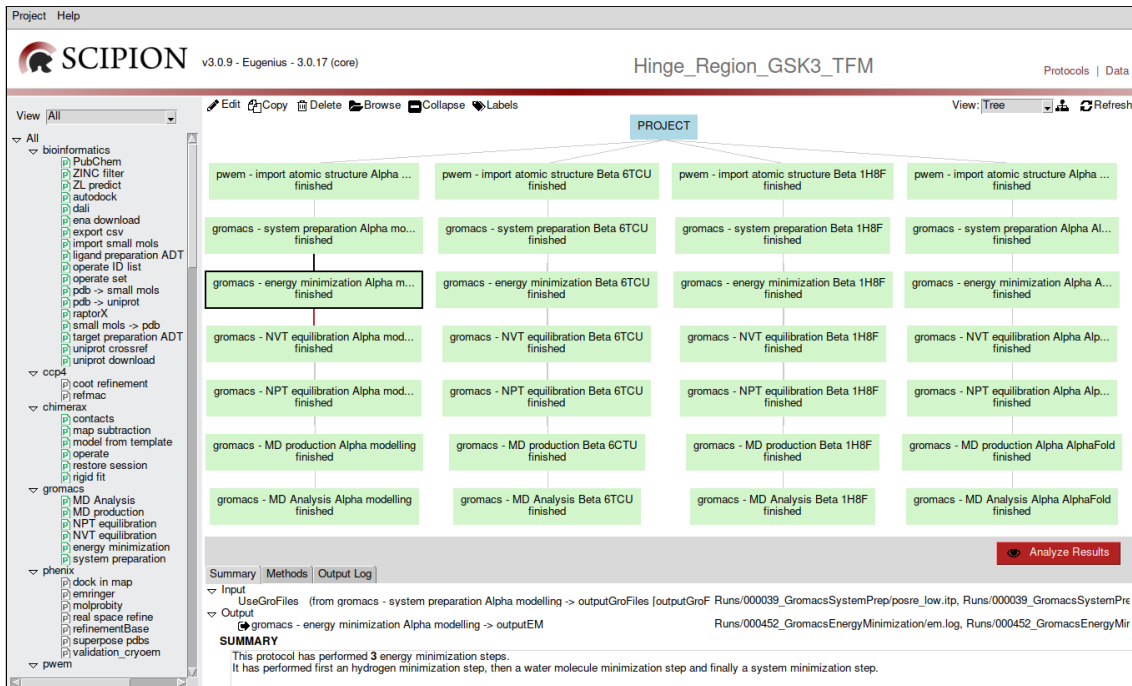 Project Help
SCIPION v3.0.9 - Eugenius - 3.0.17 (core)
Hinge_Region_GSK3_TFM
Protocols | Data
View All
Edit Copy Delete Browse Collapse Labels
View: Tree Refresh
All
bioinformatics
PubChem
ZINC filter
ZL predict
autodock
dali
ena download
export csv
import small mols
ligand preparation ADT
operate ID list
operate set
pdb -> small mols
pdb -> uniprot
raptorX
small mols -> pdb
target preparation ADT
uniprot crossref
uniprot download
ccp4
coot refinement
refmac
chimerax
contacts
map subtraction
model from template
operate
restore session
rigid fit
gromacs
MD Analysis
MD production
NPT equilibration
NVT equilibration
energy minimization
system preparation
phenix
dock in map
emringer
molprobity
real space refine
refinementBase
superpose pdbs
validation_cryoem
pwem
PROJECT
pwem - import atomic structure Alpha ...
finished
pwem - import atomic structure Beta 6TCU
finished
pwem - import atomic structure Beta 1H8F
finished
pwem - import atomic structure Alpha ...
finished
gromacs - system preparation Alpha mo...
finished
gromacs - system preparation Beta 6TCU
finished
gromacs - system preparation Beta 1H8F
finished
gromacs - system preparation Alpha Al...
finished
gromacs - energy minimization Alpha m...
finished
gromacs - energy minimization Beta 6TCU
finished
gromacs - energy minimization Beta 1H8F
finished
gromacs - energy minimization Alpha A...
finished
gromacs - NVT equilibration Alpha mod...
finished
gromacs - NVT equilibration Beta 6TCU
finished
gromacs - NVT equilibration Beta 1H8F
finished
gromacs - NVT equilibration Alpha Alp...
finished
gromacs - NPT equilibration Alpha mod...
finished
gromacs - NPT equilibration Beta 6TCU
finished
gromacs - NPT equilibration Beta 1H8F
finished
gromacs - NPT equilibration Alpha Alp...
finished
gromacs - MD production Alpha modelling
finished
gromacs - MD production Beta 6CTU
finished
gromacs - MD production Beta 1H8F
finished
gromacs - MD production Alpha AlphaFold
finished
gromacs - MD Analysis Alpha modelling
finished
gromacs - MD Analysis Beta 6TCU
finished
gromacs - MD Analysis Beta 1H8F
finished
gromacs - MD Analysis Alpha AlphaFold
finished
Analyze Results
Summary Methods Output Log
Input
UseGroFiles (from gromacs - system preparation Alpha modelling -> outputGroFiles [outputGroF Runs/000039_GromacsSystemPrep/posre_low.itp, Runs/000039_GromacsSystemPre
Output
gromacs - energy minimization Alpha modelling -> outputEM Runs/000452_GromacsEnergyMinimization/em.log, Runs/000452_GromacsEnergyMir
SUMMARY
This protocol has performed 3 energy minimization steps.
It has performed first an hydrogen minimization step, then a water molecule minimization step and finally a system minimization step.